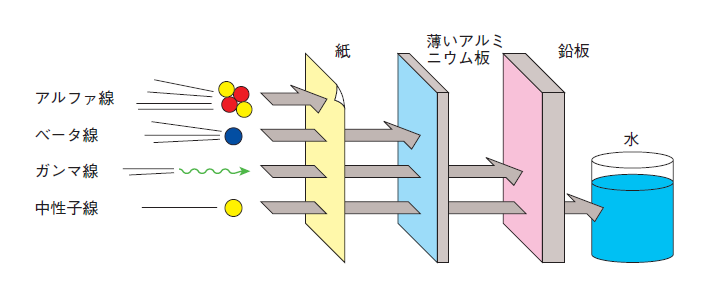 紙
薄いアルミ
ニウム板
鉛板
アルファ線
ベータ線
ガンマ線
中性子線
水